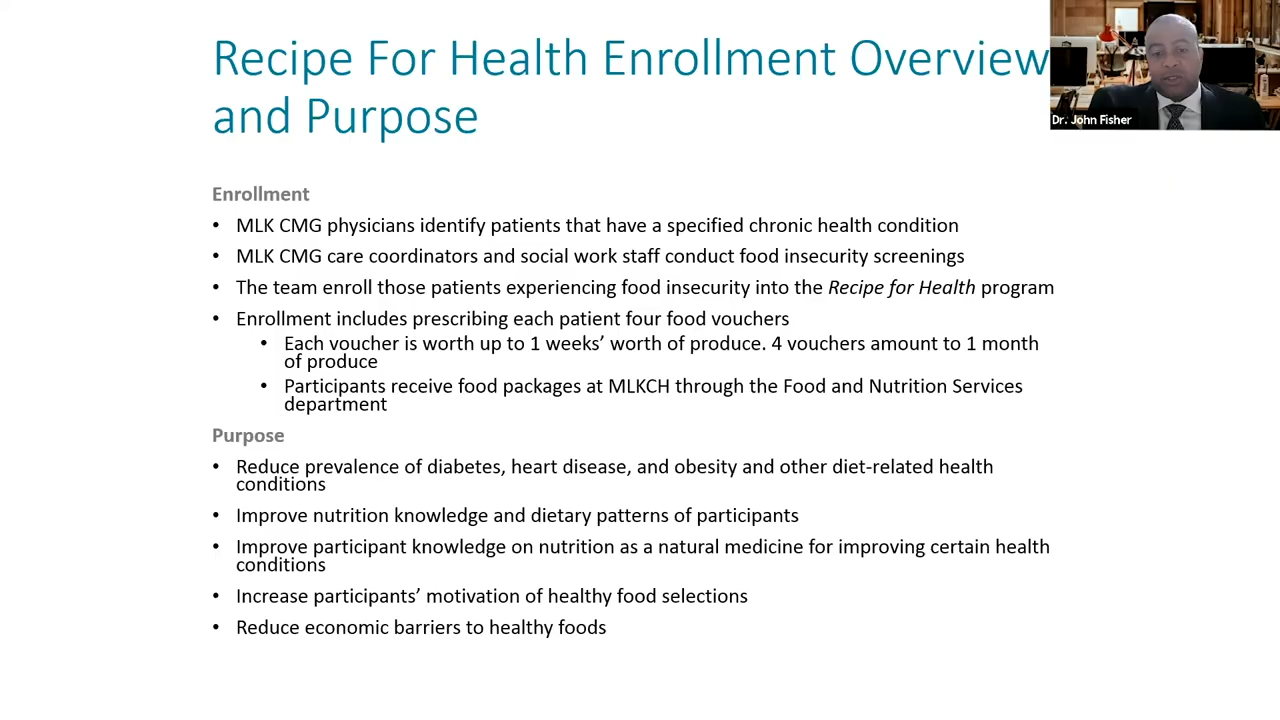 Recipe For Health Enrollment Overview
and Purpose
Dr. John Fisher
Enrollment
• MLK CMG physicians identify patients that have a specified chronic health condition
• MLK CMG care coordinators and social work staff conduct food insecurity screenings
• The team enroll those patients experiencing food insecurity into the Recipe for Health program
• Enrollment includes prescribing each patient four food vouchers
• Each voucher is worth up to 1 weeks’ worth of produce. 4 vouchers amount to 1 month
of produce
• Participants receive food packages at MLKCH through the Food and Nutrition Services
department
Purpose
• Reduce prevalence of diabetes, heart disease, and obesity and other diet-related health
conditions
• Improve nutrition knowledge and dietary patterns of participants
• Improve participant knowledge on nutrition as a natural medicine for improving certain health
conditions
• Increase participants’ motivation of healthy food selections
• Reduce economic barriers to healthy foods